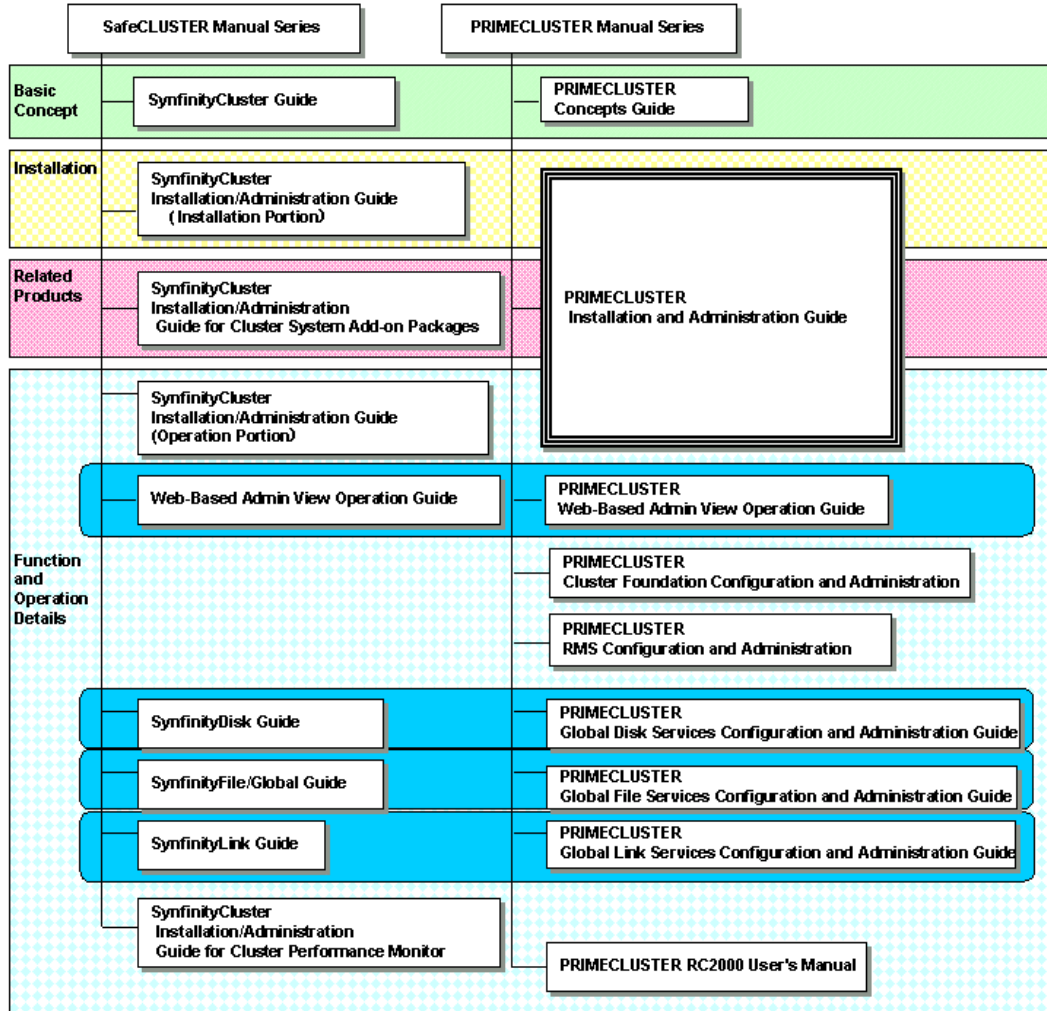 SafeCLUSTER Manual Series
PRIMECLUSTER Manual Series
Basic
Concept
SynfinityCluster Guide
PRIMECLUSTER
Concepts Guide
Installation
SynfinityCluster
Installation/Administration Guide
( Installation Portion)
Related
Products
SynfinityCluster
Installation/Administration
Guide for Cluster System Add-on Packages
PRIMECLUSTER
Installation and Administration Guide
SynfinityCluster
Installation/Administration Guide
(Operation Portion)
Web-Based Admin View Operation Guide
PRIMECLUSTER
Web-Based Admin View Operation Guide
Function
and
Operation
Details
PRIMECLUSTER
Cluster Foundation Configuration and Administration
PRIMECLUSTER
RMS Configuration and Administration
SynfinityDisk Guide
PRIMECLUSTER
Global Disk Services Configuration and Administration Guide
SynfinityFile/Global Guide
PRIMECLUSTER
Global File Services Configuration and Administration Guide
SynfinityLink Guide
PRIMECLUSTER
Global Link Services Configuration and Administration Guide
SynfinityCluster
Installation/Administration
Guide for Cluster Performance Monitor
PRIMECLUSTER RC2000 User's Manual